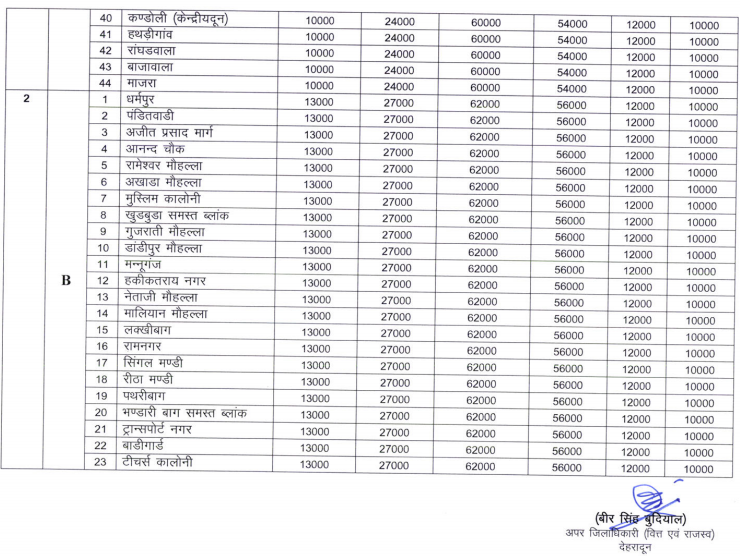 40 कण्डोली (केन्द्रीयदून) 10000 24000 60000 54000 12000 10000
41 हथड़ीगांव 10000 24000 60000 54000 12000 10000
42 रांघडवाला 10000 24000 60000 54000 12000 10000
43 बाजावाला 10000 24000 60000 54000 12000 10000
44 माजरा 10000 24000 60000 54000 12000 10000
2 B 1 धर्मपुर 13000 27000 62000 56000 12000 10000
2 पंडितवाडी 13000 27000 62000 56000 12000 10000
3 अजीत प्रसाद मार्ग 13000 27000 62000 56000 12000 10000
4 आनन्द चौक 13000 27000 62000 56000 12000 10000
5 रामेश्वर मौहल्ला 13000 27000 62000 56000 12000 10000
6 अखाडा मौहल्ला 13000 27000 62000 56000 12000 10000
7 मुस्लिम कालोनी 13000 27000 62000 56000 12000 10000
8 खुडबुडा समस्त ब्लांक 13000 27000 62000 56000 12000 10000
9 गुजराती मौहल्ला 13000 27000 62000 56000 12000 10000
10 डांडीपुर मौहल्ला 13000 27000 62000 56000 12000 10000
11 मन्नूगंज 13000 27000 62000 56000 12000 10000
12 हकीकतराय नगर 13000 27000 62000 56000 12000 10000
13 नेताजी मौहल्ला 13000 27000 62000 56000 12000 10000
14 मालियान मौहल्ला 13000 27000 62000 56000 12000 10000
15 लक्खीबाग 13000 27000 62000 56000 12000 10000
16 रामनगर 13000 27000 62000 56000 12000 10000
17 सिंगल मण्डी 13000 27000 62000 56000 12000 10000
18 रीठा मण्डी 13000 27000 62000 56000 12000 10000
19 पथरीबाग 13000 27000 62000 56000 12000 10000
20 भण्डारी बाग समस्त ब्लांक 13000 27000 62000 56000 12000 10000
21 ट्रान्सपोर्ट नगर 13000 27000 62000 56000 12000 10000
22 बाडीगार्ड 13000 27000 62000 56000 12000 10000
23 टीचर्स कालोनी 13000 27000 62000 56000 12000 10000
(बीर सिंह बुदियाल)
अपर जिलाधिकारी (वित्त एवं राजस्व)
देहरादून